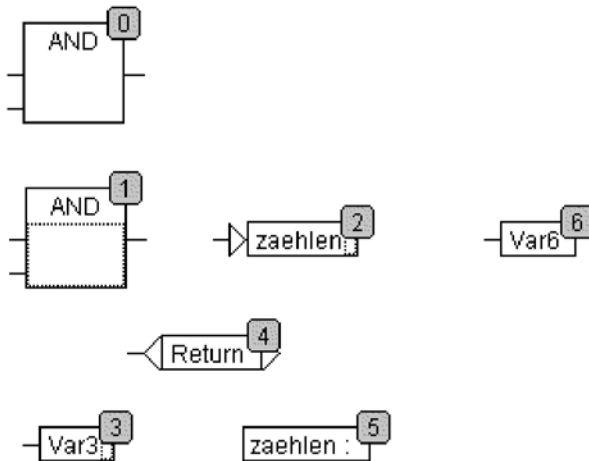 0
AND
1
AND
2
zaehlen
6
Var6
4
Return
3
Var3
5
zaehlen :